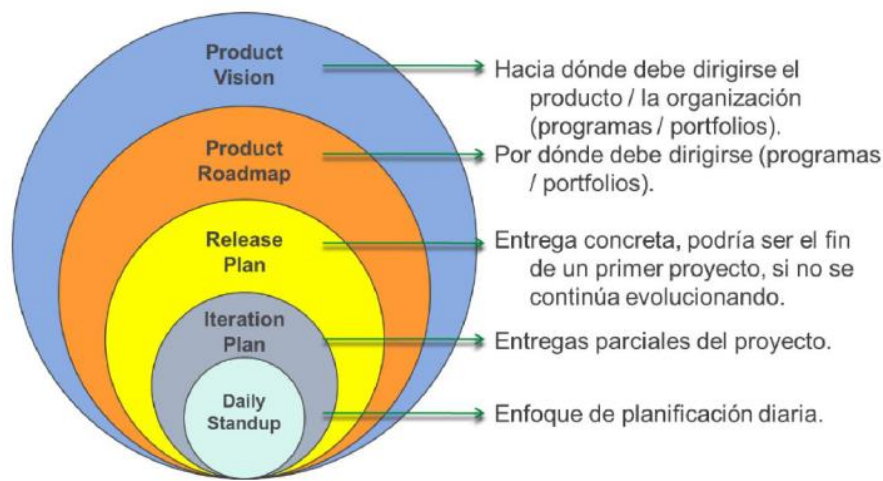 Product
Vision
Hacia dónde debe dirigirse el
producto / la organización
(programas / portfolios).
Product
Roadmap
Por dónde debe dirigirse (programas
/ portfolios).
Release
Plan
Entrega concreta, podría ser el fin
de un primer proyecto, si no se
continúa evolucionando.
Iteration
Plan
Entregas parciales del proyecto.
Daily
Standup
Enfoque de planificación diaria.